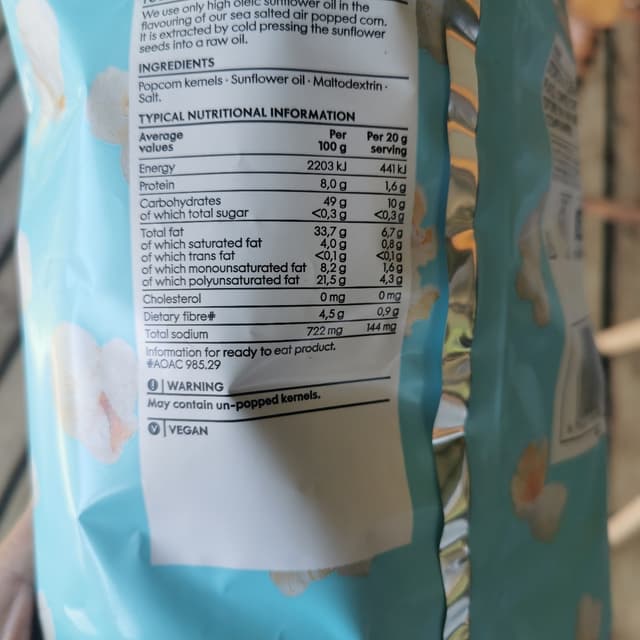 We use only high oleic sunflower oil in the
flavouring of our sea salted air popped corn.
It is extracted by cold pressing the sunflower
seeds into a raw oil.
INGREDIENTS
Popcorn kernels · Sunflower oil · Maltodextrin ·
Salt.
TYPICAL NUTRITIONAL INFORMATION
Average values Per 100 g Per 20 g serving
Energy 2203 kJ 441 kJ
Protein 8,0 g 1,6 g
Carbohydrates 49 g 10 g
of which total sugar <0,3 g <0,3 g
Total fat 33,7 g 6,7 g
of which saturated fat 4,0 g 0,8 g
of which trans fat <0,1 g <0,1 g
of which monounsaturated fat 8,2 g 1,6 g
of which polyunsaturated fat 21,5 g 4,3 g
Cholesterol 0 mg 0 mg
Dietary fibre# 4,5 g 0,9 g
Total sodium 722 mg 144 mg
Information for ready to eat product.
#AOAC 985.29
! WARNING
May contain un-popped kernels.
V VEGAN